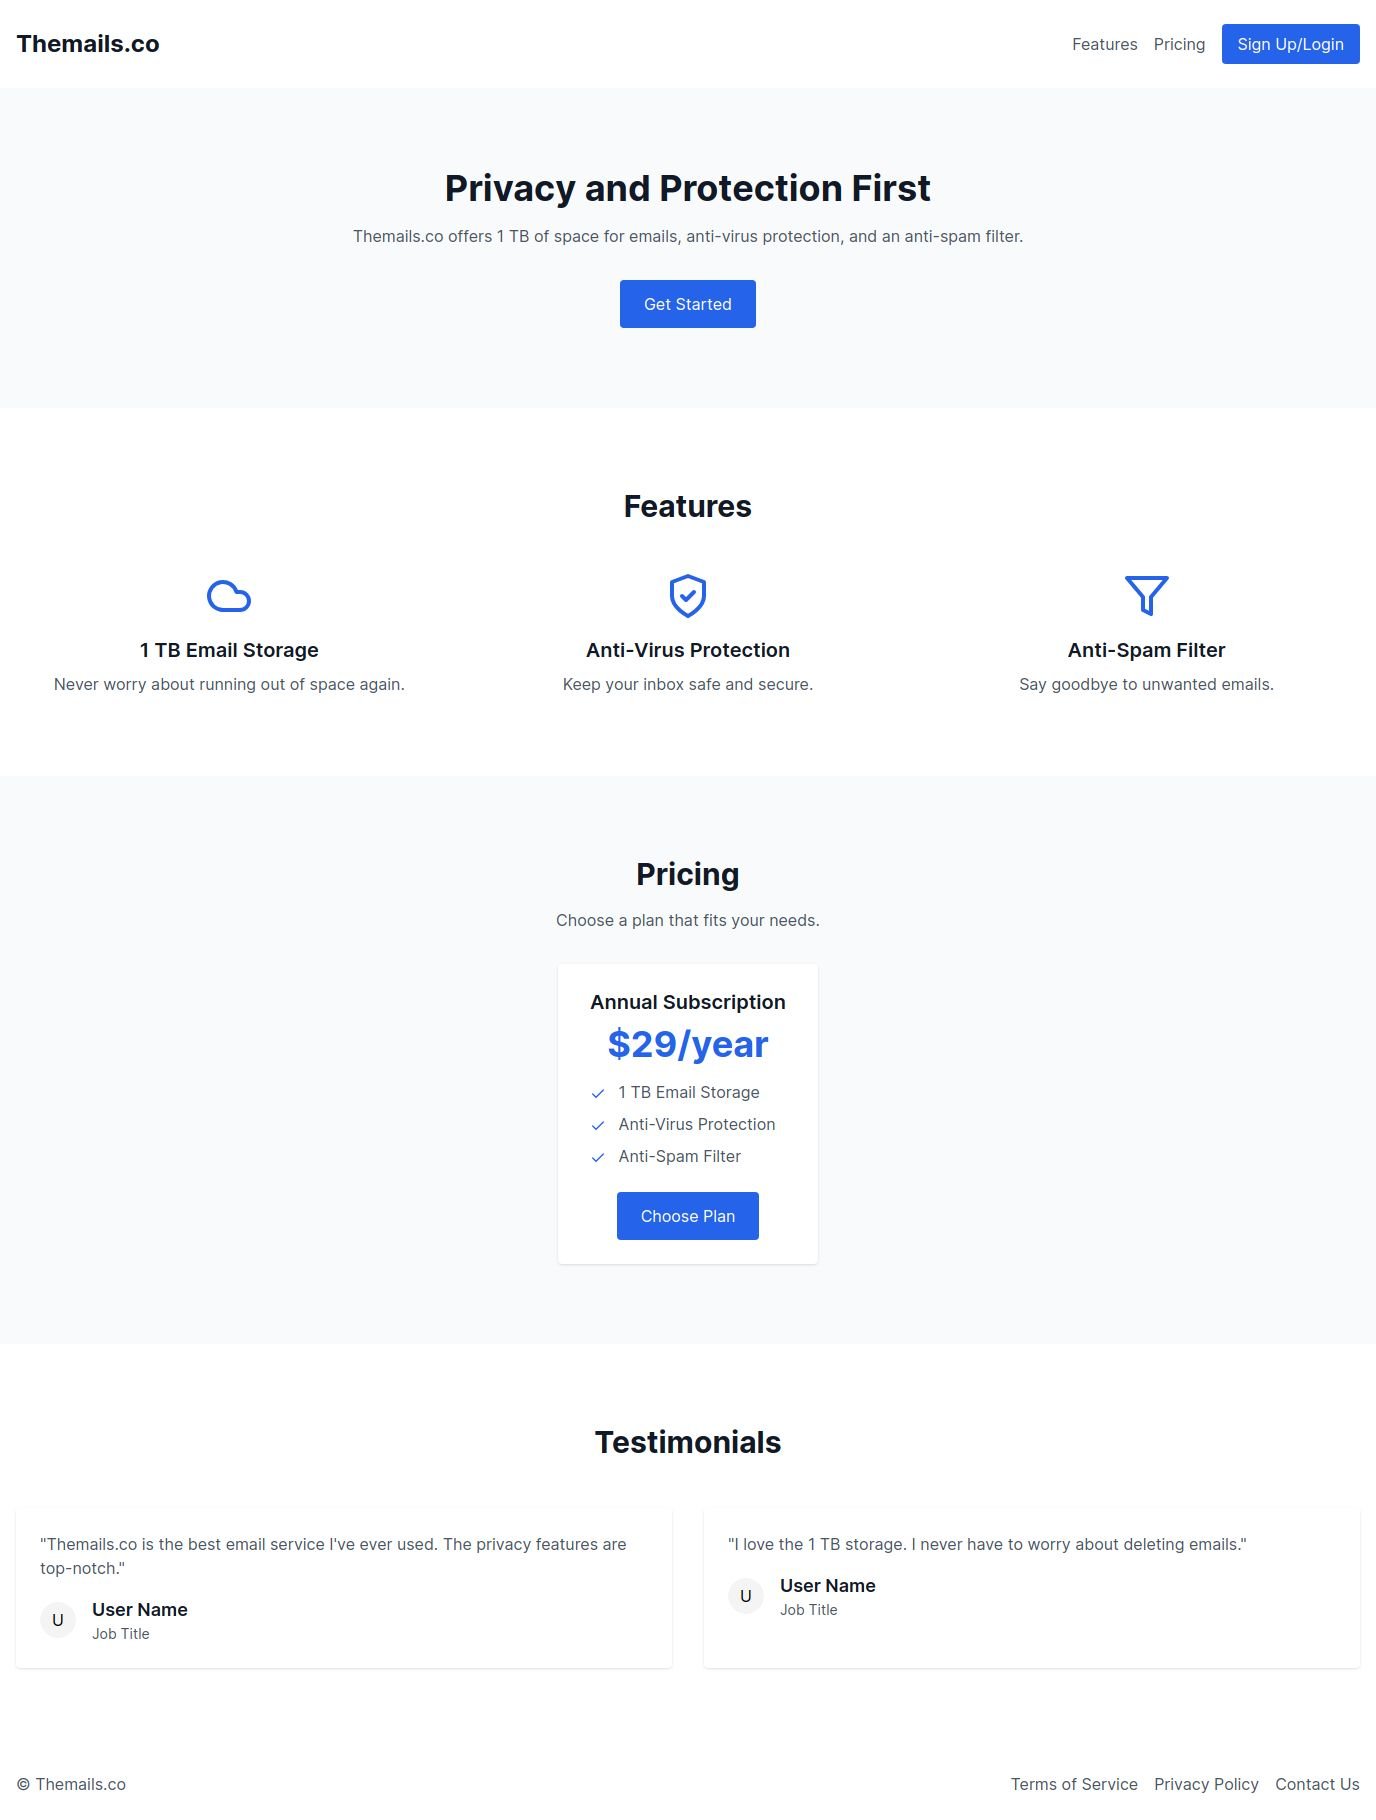 Themails.co
Features Pricing Sign Up/Login
Privacy and Protection First
Themails.co offers 1 TB of space for emails, anti-virus protection, and an anti-spam filter.
Get Started
Features
1 TB Email Storage
Never worry about running out of space again.
Anti-Virus Protection
Keep your inbox safe and secure.
Anti-Spam Filter
Say goodbye to unwanted emails.
Pricing
Choose a plan that fits your needs.
Annual Subscription
$29/year
1 TB Email Storage
Anti-Virus Protection
Anti-Spam Filter
Choose Plan
Testimonials
"Themails.co is the best email service I've ever used. The privacy features are
top-notch."
U
User Name
Job Title
"I love the 1 TB storage. I never have to worry about deleting emails."
U
User Name
Job Title
© Themails.co
Terms of Service Privacy Policy Contact Us